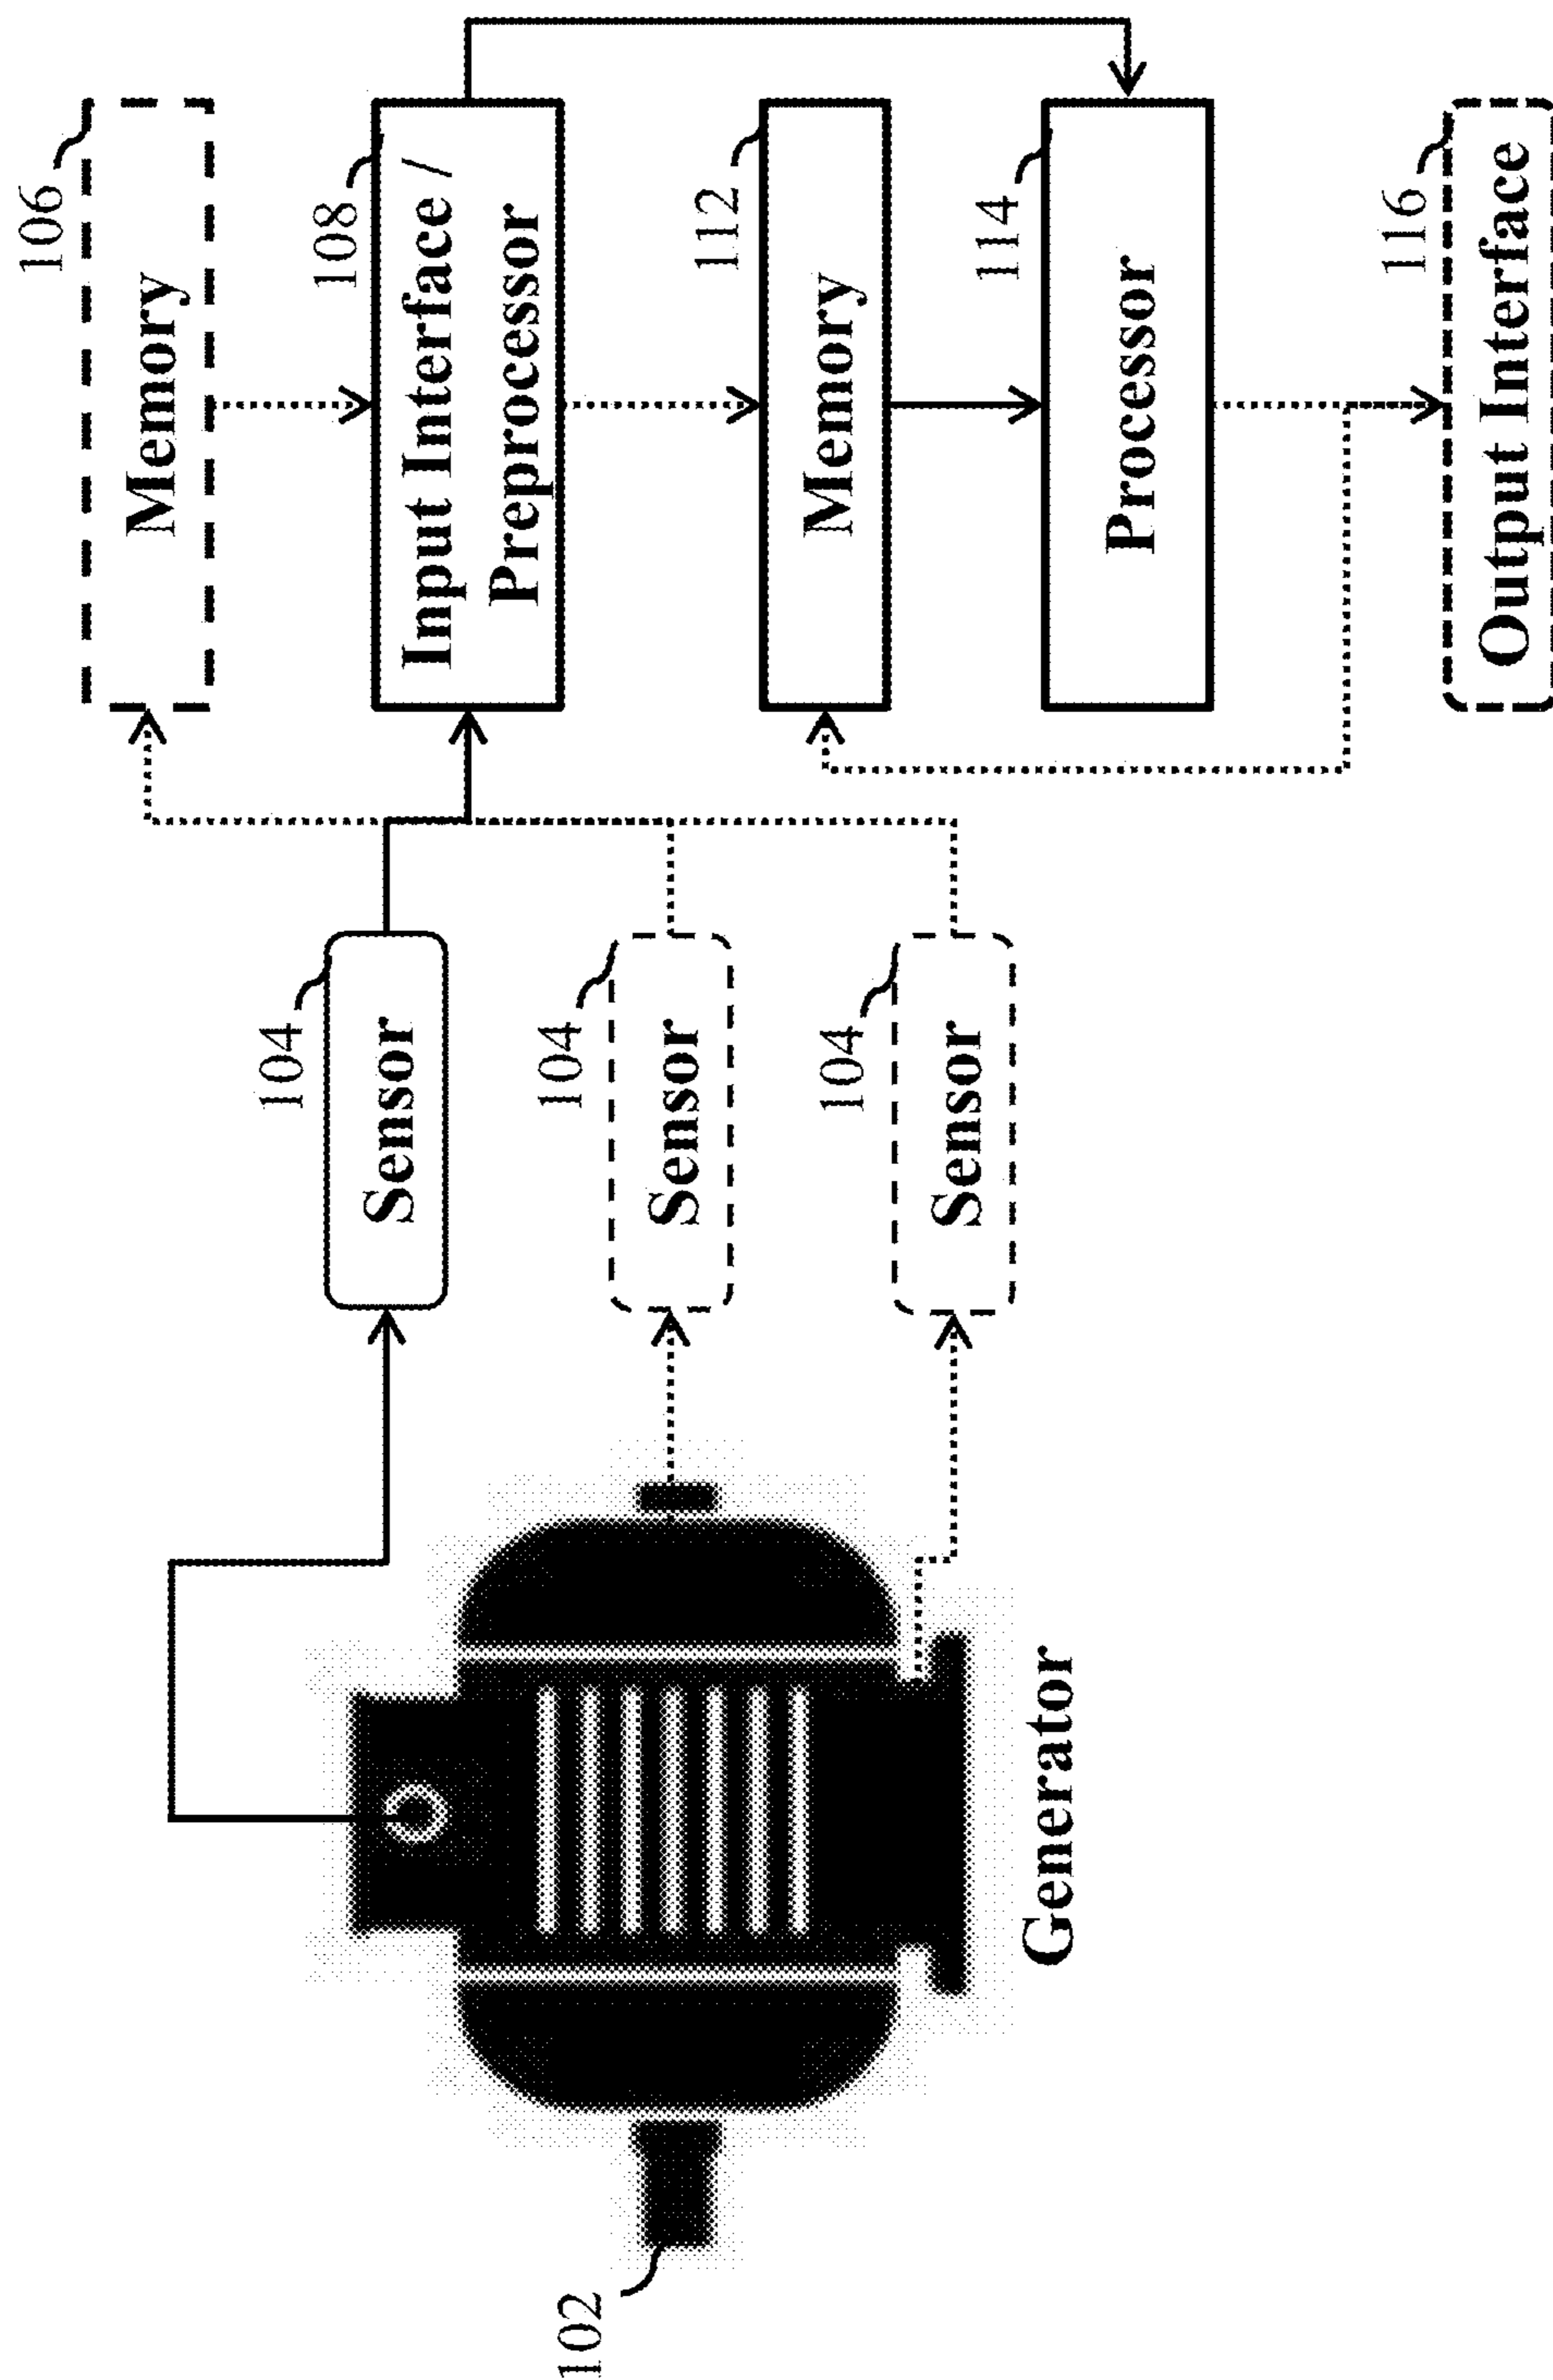 106
Memory
108
Input Interface /
Preprocessor
104
Sensor
112
Memory
104
Sensor
114
Processor
104
Sensor
102
Generator
116
Output Interface